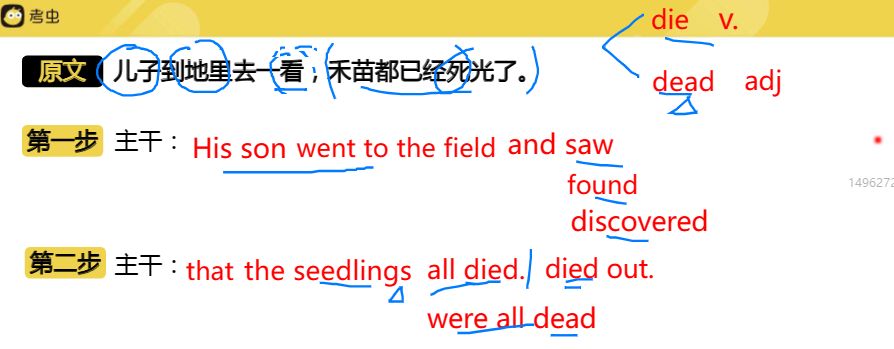 考虫
die v.
原文 儿子到地里去一看，禾苗都已经死光了。
dead adj
第一步 主干： His son went to the field and saw
found
1496272
discovered
第二步 主干： that the seedlings all died. died out.
were all dead